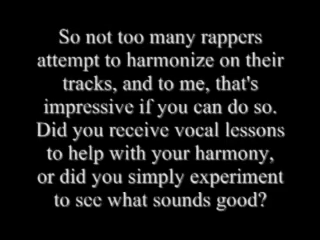 So not too many rappers
attempt to harmonize on their
tracks, and to me, that's
impressive if you can do so.
Did you receive vocal lessons
to help with your harmony,
or did you simply experiment
to see what sounds good?